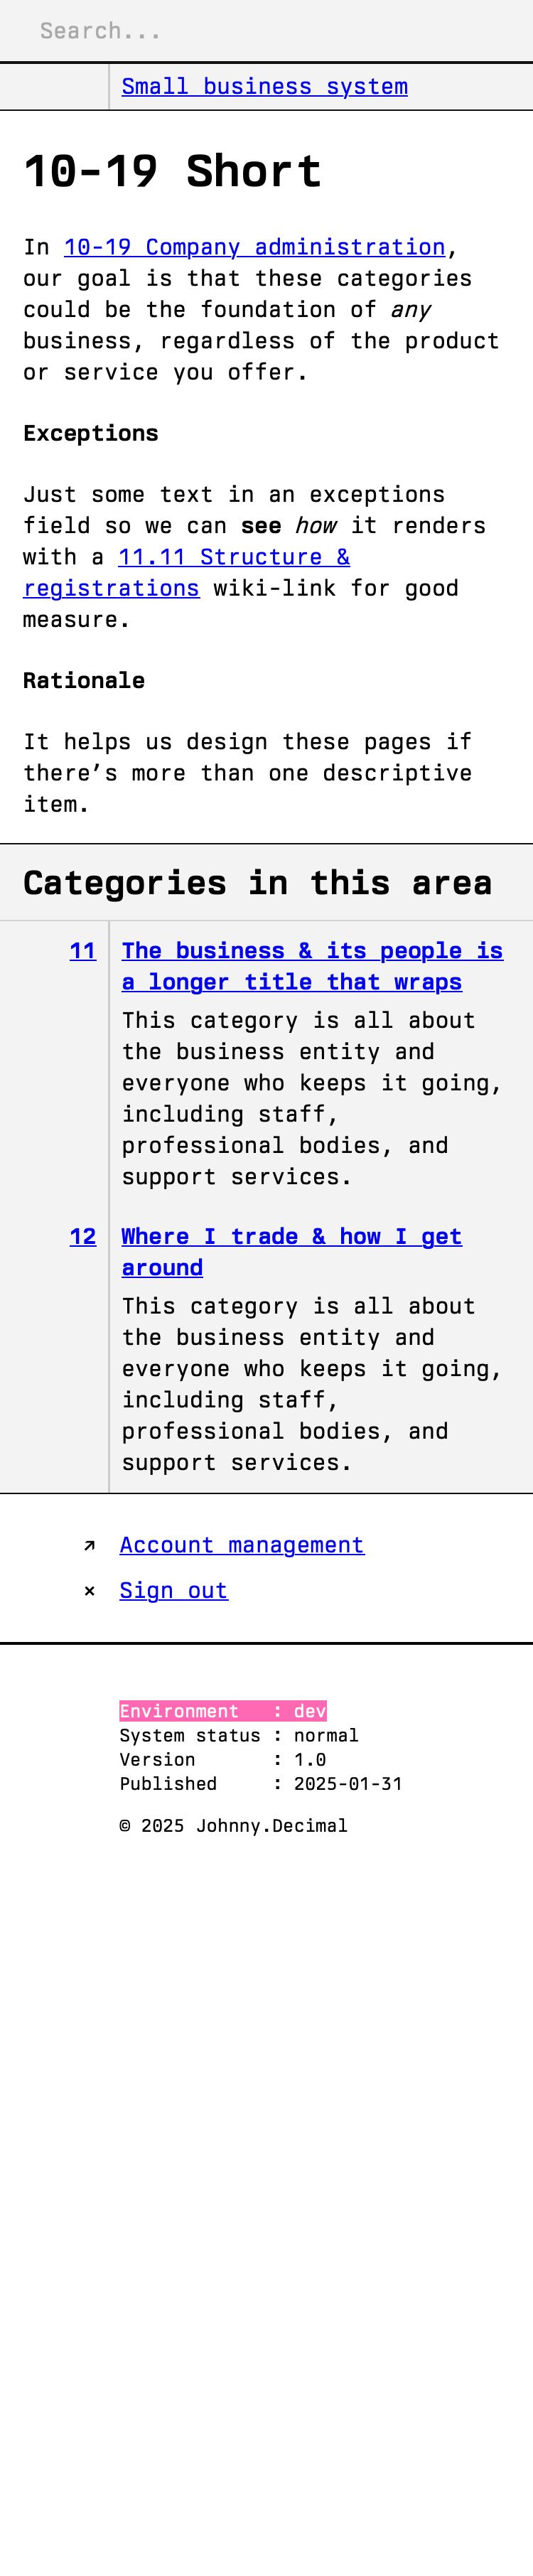 Search...
Small business system
10-19 Short
In 10-19 Company administration,
our goal is that these categories
could be the foundation of any
business, regardless of the product
or service you offer.
Exceptions
Just some text in an exceptions
field so we can see how it renders
with a 11.11 Structure &
registrations wiki-link for good
measure.
Rationale
It helps us design these pages if
there’s more than one descriptive
item.
Categories in this area
11 The business & its people is
a longer title that wraps
This category is all about
the business entity and
everyone who keeps it going,
including staff,
professional bodies, and
support services.
12 Where I trade & how I get
around
This category is all about
the business entity and
everyone who keeps it going,
including staff,
professional bodies, and
support services.
↗ Account management
× Sign out
Environment : dev
System status : normal
Version : 1.0
Published : 2025-01-31
© 2025 Johnny.Decimal